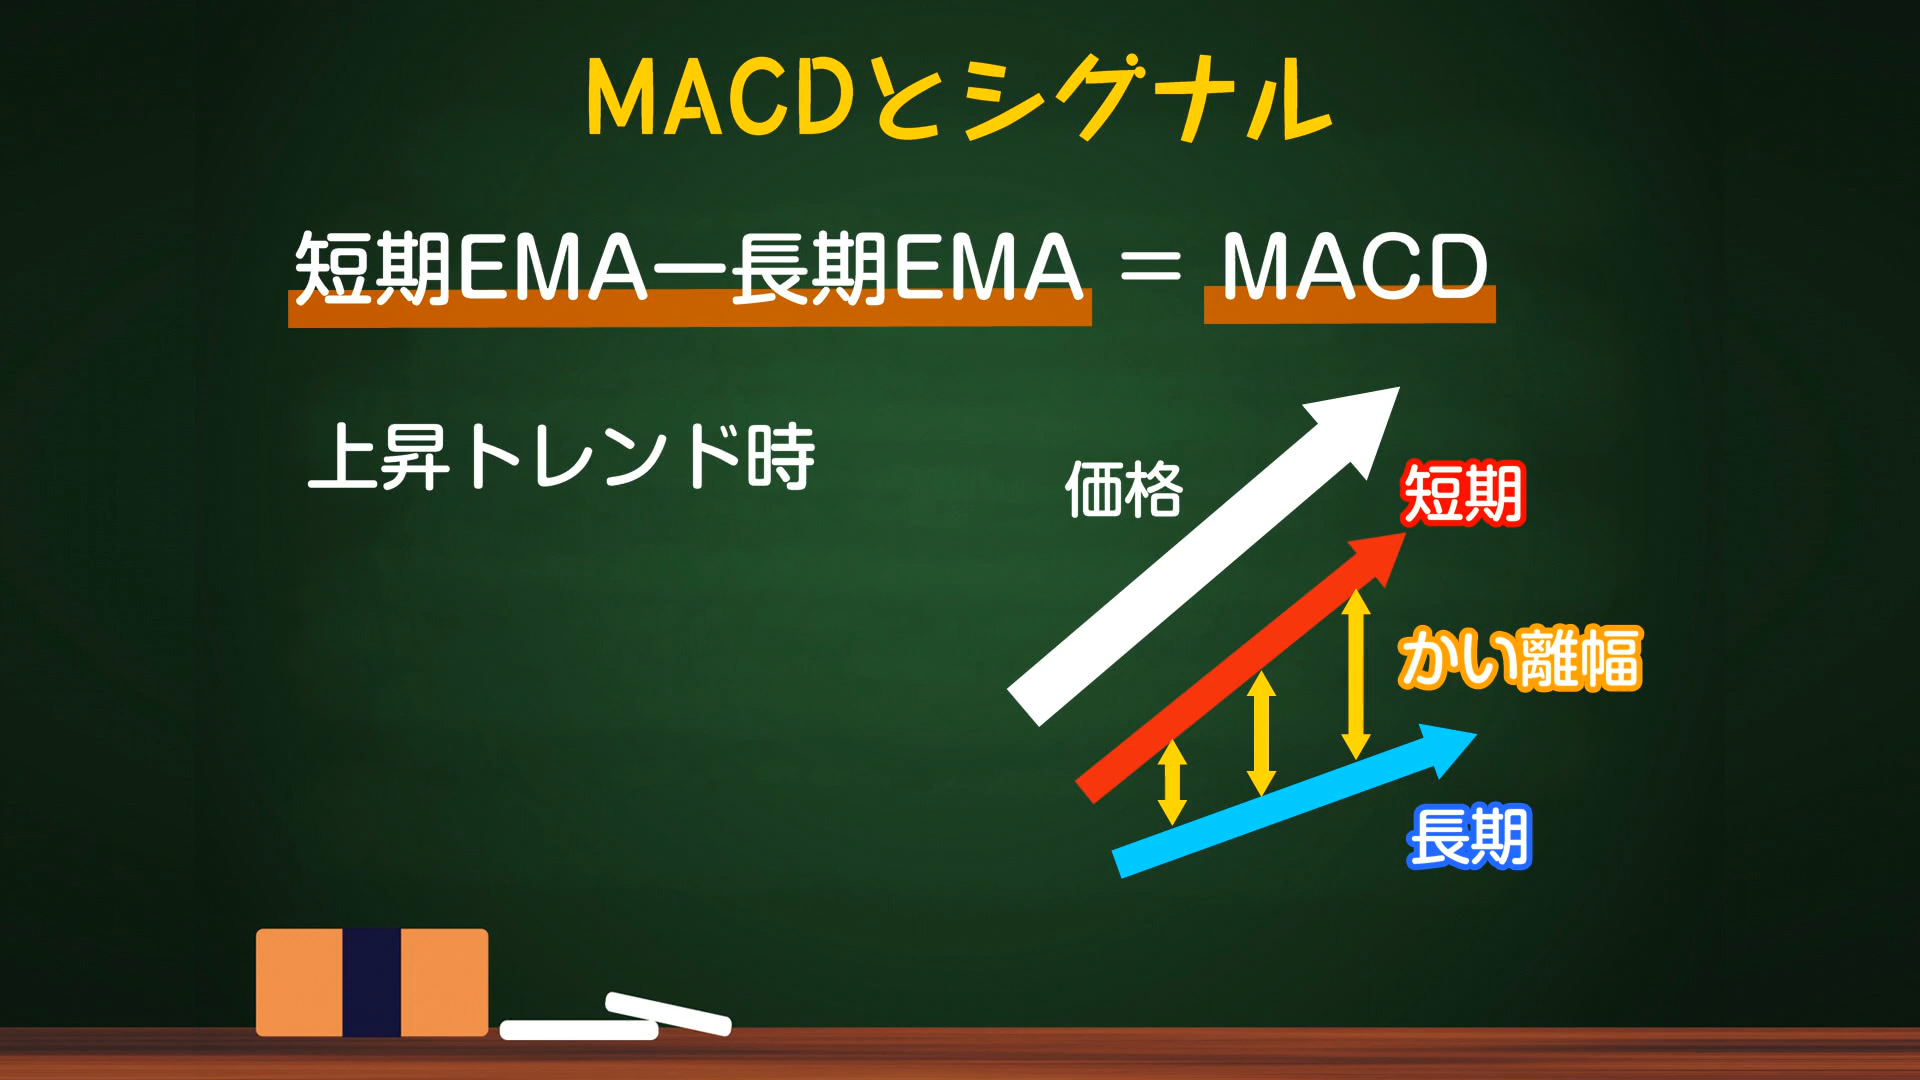 MACDとシグナル
短期EMAー長期EMA = MACD
上昇トレンド時
価格
短期
かい離幅
長期